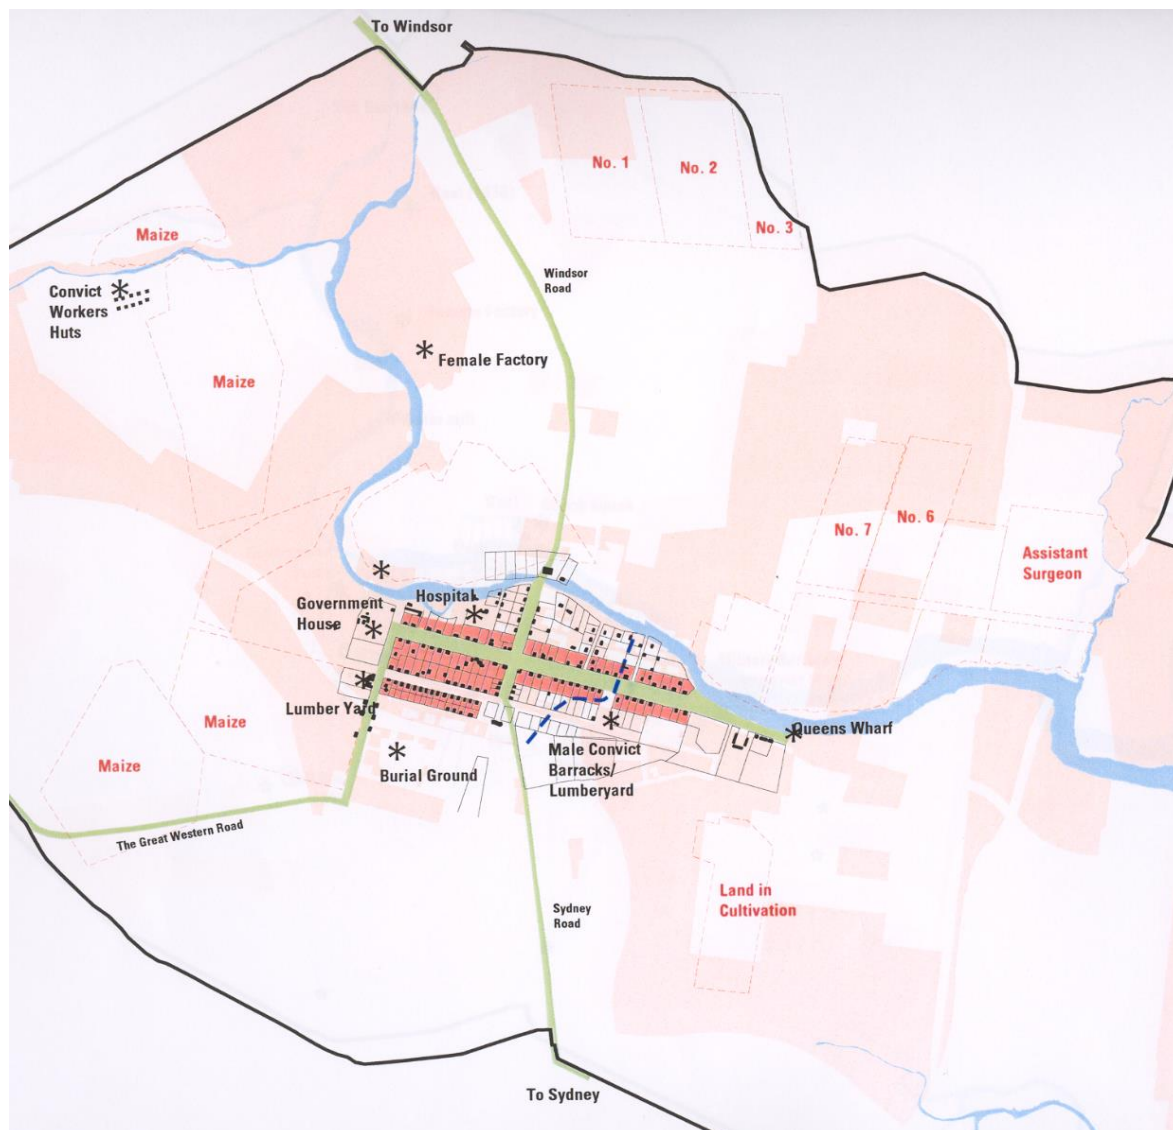 To Windsor
No. 1
No. 2
No. 3
Maize
Windsor
Road
Convict
Workers
Huts
Female Factory
Maize
No. 7
No. 6
Assistant
Surgeon
Hospital
Government
House
Lumber Yard
Maize
Queens Wharf
Male Convict
Barracks/
Lumberyard
Maize
Burial Ground
The Great Western Road
Land in
Cultivation
Sydney
Road
To Sydney